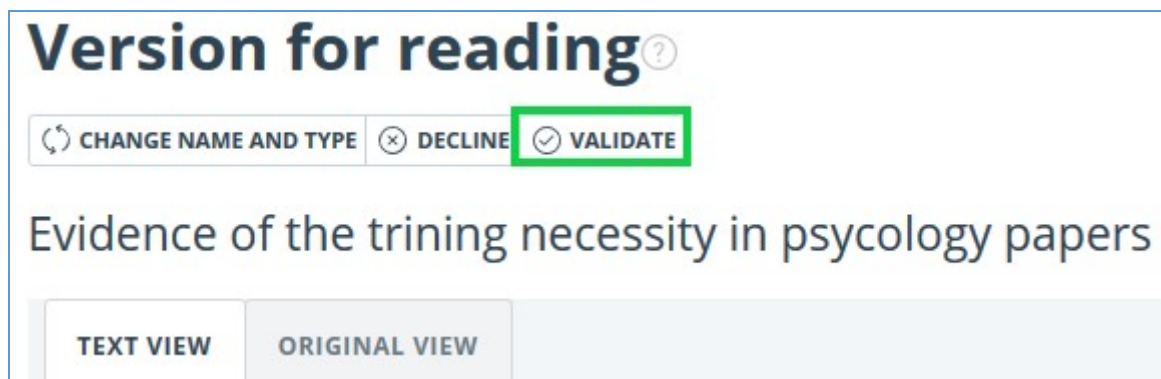 Version for reading ?
CHANGE NAME AND TYPE DECLINE VALIDATE
Evidence of the trining necessity in psycology papers
TEXT VIEW ORIGINAL VIEW